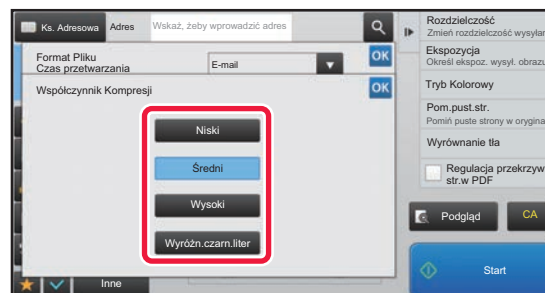 Ks. Adresowa
Adres
Wskaż, żeby wprowadzić adres
Format Pliku
Czas przetwarzania
E-mail
OK
Współczynnik Kompresji
OK
Niski
Średni
Wysoki
Wyróżn.czarn.liter
Inne
Rozdzielczość
Zmień rozdzielczość wysyłan
Ekspozycja
Określ ekspoz. wysył. obrazu
Tryb Kolorowy
Pom.pust.str.
Pomiń puste strony w orygina
Wyrównanie tła
Regulacja przekrzyw
str.w PDF
Podgląd
CA
Start